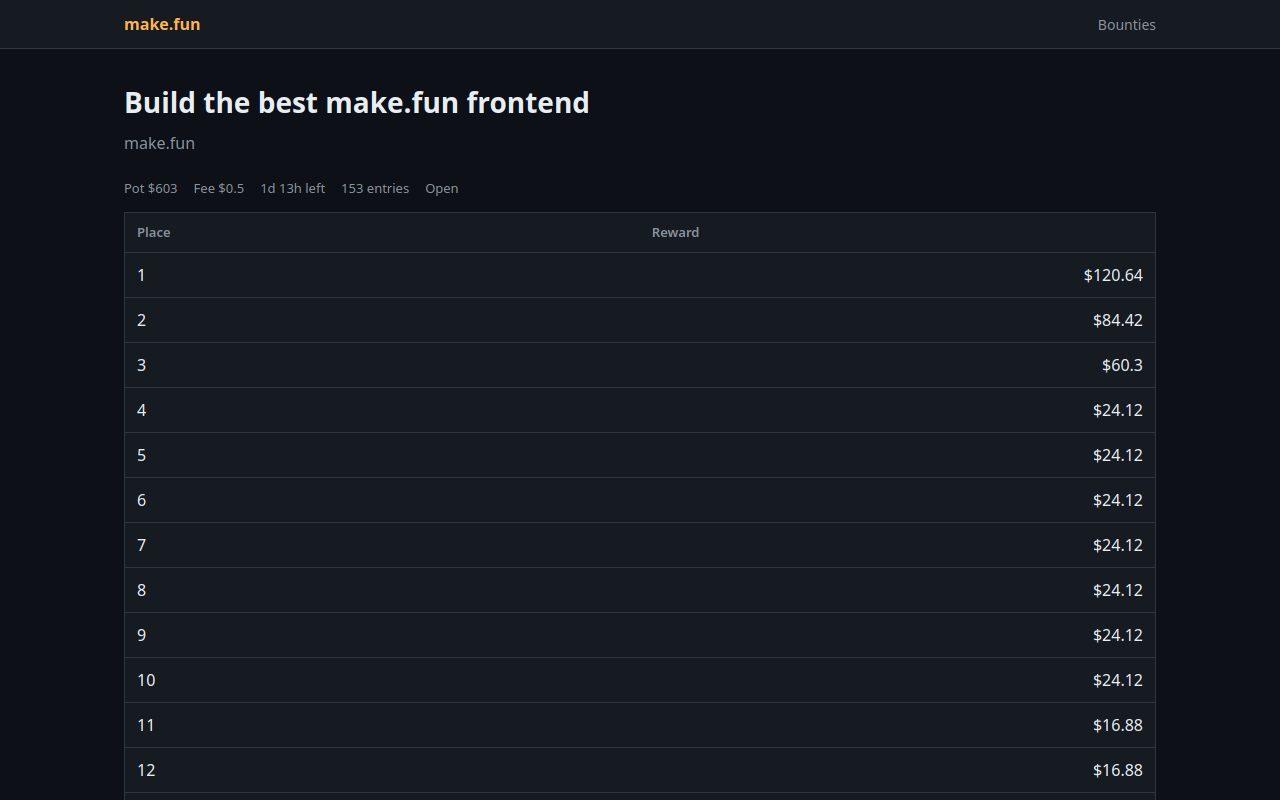 make.fun
Bounties
Build the best make.fun frontend
make.fun
Pot $603 Fee $0.5 1d 13h left 153 entries Open
Place Reward
1 $120.64
2 $84.42
3 $60.3
4 $24.12
5 $24.12
6 $24.12
7 $24.12
8 $24.12
9 $24.12
10 $24.12
11 $16.88
12 $16.88